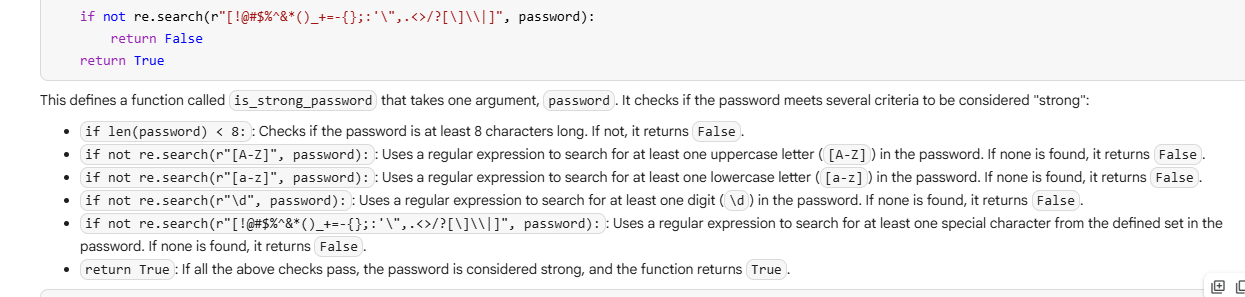 if not re.search(r"[!@#$%^&*()_+=-{};:'\",.<>/?[\]\\|]", password):
return False
return True
This defines a function called is_strong_password that takes one argument, password . It checks if the password meets several criteria to be considered "strong":
• if len(password) < 8: : Checks if the password is at least 8 characters long. If not, it returns False .
• if not re.search(r"[A-Z]", password): : Uses a regular expression to search for at least one uppercase letter ( [A-Z] ) in the password. If none is found, it returns False .
• if not re.search(r"[a-z]", password): : Uses a regular expression to search for at least one lowercase letter ( [a-z] ) in the password. If none is found, it returns False .
• if not re.search(r"\d", password): : Uses a regular expression to search for at least one digit ( \d ) in the password. If none is found, it returns False .
• if not re.search(r"[!@#$%^&*()_+=-{};:'\",.<>/?[\]\\|]", password): : Uses a regular expression to search for at least one special character from the defined set in the
password. If none is found, it returns False .
• return True : If all the above checks pass, the password is considered strong, and the function returns True .